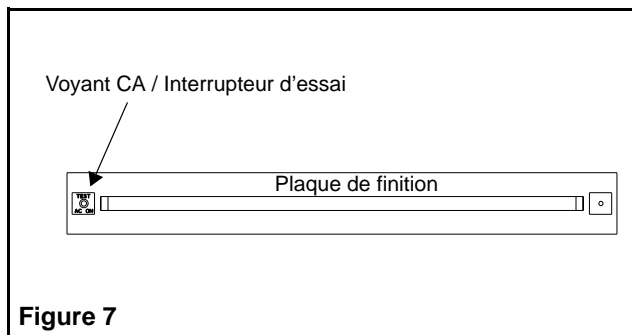 Voyant CA / Interrupteur d'essai
Plaque de finition
TEST
AC ON
Figure 7